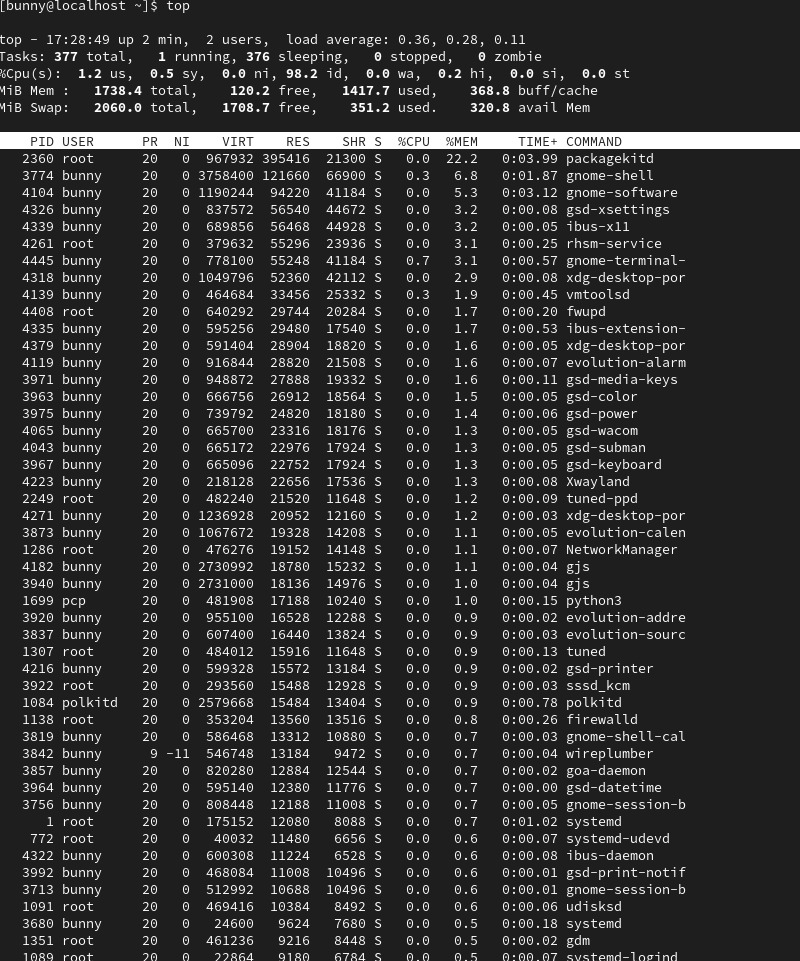 [bunny@localhost ~]$ top
top - 17:28:49 up 2 min,  2 users,  load average: 0.36, 0.28, 0.11
Tasks: 377 total,   1 running, 376 sleeping,   0 stopped,   0 zombie
%Cpu(s):  1.2 us,  0.5 sy,  0.0 ni, 98.2 id,  0.0 wa,  0.2 hi,  0.0 si,  0.0 st
MiB Mem :   1738.4 total,    120.2 free,   1417.7 used,    368.8 buff/cache
MiB Swap:   2060.0 total,   1708.7 free,    351.2 used.    320.8 avail Mem
PID USER PR NI VIRT RES SHR S %CPU %MEM TIME+ COMMAND
2360 root 20 0 967932 395416 21300 S 0.0 22.2 0:03.99 packagekitd
3774 bunny 20 0 3758400 121660 66900 S 0.3 6.8 0:01.87 gnome-shell
4104 bunny 20 0 1190244 94220 41184 S 0.0 5.3 0:03.12 gnome-software
4326 bunny 20 0 837572 56540 44672 S 0.0 3.2 0:00.08 gsd-xsettings
4339 bunny 20 0 689856 56468 44928 S 0.0 3.2 0:00.05 ibus-x11
4261 root 20 0 379632 55296 23936 S 0.0 3.1 0:00.25 rhsm-service
4445 bunny 20 0 778100 55248 41184 S 0.7 3.1 0:00.57 gnome-terminal-
4318 bunny 20 0 1049796 52360 42112 S 0.0 2.9 0:00.08 xdg-desktop-por
4139 bunny 20 0 464684 33456 25332 S 0.3 1.9 0:00.45 vmtoolsd
4408 root 20 0 640292 29744 20284 S 0.0 1.7 0:00.20 fwupd
4335 bunny 20 0 595256 29480 17540 S 0.0 1.7 0:00.53 ibus-extension-
4379 bunny 20 0 591404 28904 18820 S 0.0 1.6 0:00.05 xdg-desktop-por
4119 bunny 20 0 916844 28820 21508 S 0.0 1.6 0:00.07 evolution-alarm
3971 bunny 20 0 948872 27888 19332 S 0.0 1.6 0:00.11 gsd-media-keys
3963 bunny 20 0 666756 26912 18564 S 0.0 1.5 0:00.05 gsd-color
3975 bunny 20 0 739792 24820 18180 S 0.0 1.4 0:00.06 gsd-power
4065 bunny 20 0 665700 23316 18176 S 0.0 1.3 0:00.05 gsd-wacom
4043 bunny 20 0 665172 22976 17924 S 0.0 1.3 0:00.05 gsd-subman
3967 bunny 20 0 665096 22752 17924 S 0.0 1.3 0:00.05 gsd-keyboard
4223 bunny 20 0 218128 22656 17536 S 0.0 1.3 0:00.08 Xwayland
2249 root 20 0 482240 21520 11648 S 0.0 1.2 0:00.09 tuned-ppd
4271 bunny 20 0 1236928 20952 12160 S 0.0 1.2 0:00.03 xdg-desktop-por
3873 bunny 20 0 1067672 19328 14208 S 0.0 1.1 0:00.05 evolution-calen
1286 root 20 0 476276 19152 14148 S 0.0 1.1 0:00.07 NetworkManager
4182 bunny 20 0 2730992 18780 15232 S 0.0 1.1 0:00.04 gjs
3940 bunny 20 0 2731000 18136 14976 S 0.0 1.0 0:00.04 gjs
1699 pcp 20 0 481908 17188 10240 S 0.0 1.0 0:00.15 python3
3920 bunny 20 0 955100 16528 12288 S 0.0 0.9 0:00.02 evolution-addre
3837 bunny 20 0 607400 16440 13824 S 0.0 0.9 0:00.03 evolution-sourc
1307 root 20 0 484012 15916 11648 S 0.0 0.9 0:00.13 tuned
4216 bunny 20 0 599328 15572 13184 S 0.0 0.9 0:00.02 gsd-printer
3922 root 20 0 293560 15488 12928 S 0.0 0.9 0:00.03 sssd_kcm
1084 polkitd 20 0 2579668 15484 13404 S 0.0 0.9 0:00.78 polkitd
1138 root 20 0 353204 13560 13516 S 0.0 0.8 0:00.26 firewalld
3819 bunny 20 0 586468 13312 10880 S 0.0 0.7 0:00.03 gnome-shell-cal
3842 bunny 9 -11 546748 13184 9472 S 0.0 0.7 0:00.04 wireplumber
3857 bunny 20 0 820280 12884 12544 S 0.0 0.7 0:00.02 goa-daemon
3964 bunny 20 0 595140 12380 11776 S 0.0 0.7 0:00.00 gsd-datetime
3756 bunny 20 0 808448 12188 11008 S 0.0 0.7 0:00.05 gnome-session-b
1 root 20 0 175152 12080 8088 S 0.0 0.7 0:01.02 systemd
772 root 20 0 40032 11480 6656 S 0.0 0.6 0:00.07 systemd-udevd
4322 bunny 20 0 600308 11224 6528 S 0.0 0.6 0:00.08 ibus-daemon
3992 bunny 20 0 468084 11008 10496 S 0.0 0.6 0:00.01 gsd-print-notif
3713 bunny 20 0 512992 10688 10496 S 0.0 0.6 0:00.01 gnome-session-b
1091 root 20 0 469416 10384 8492 S 0.0 0.6 0:00.06 udisksd
3680 bunny 20 0 24600 9624 7680 S 0.0 0.5 0:00.18 systemd
1351 root 20 0 461236 9216 8448 S 0.0 0.5 0:00.02 gdm
1089 root 20 0 22864 9180 6784 S 0.0 0.5 0:00.07 systemd-logind